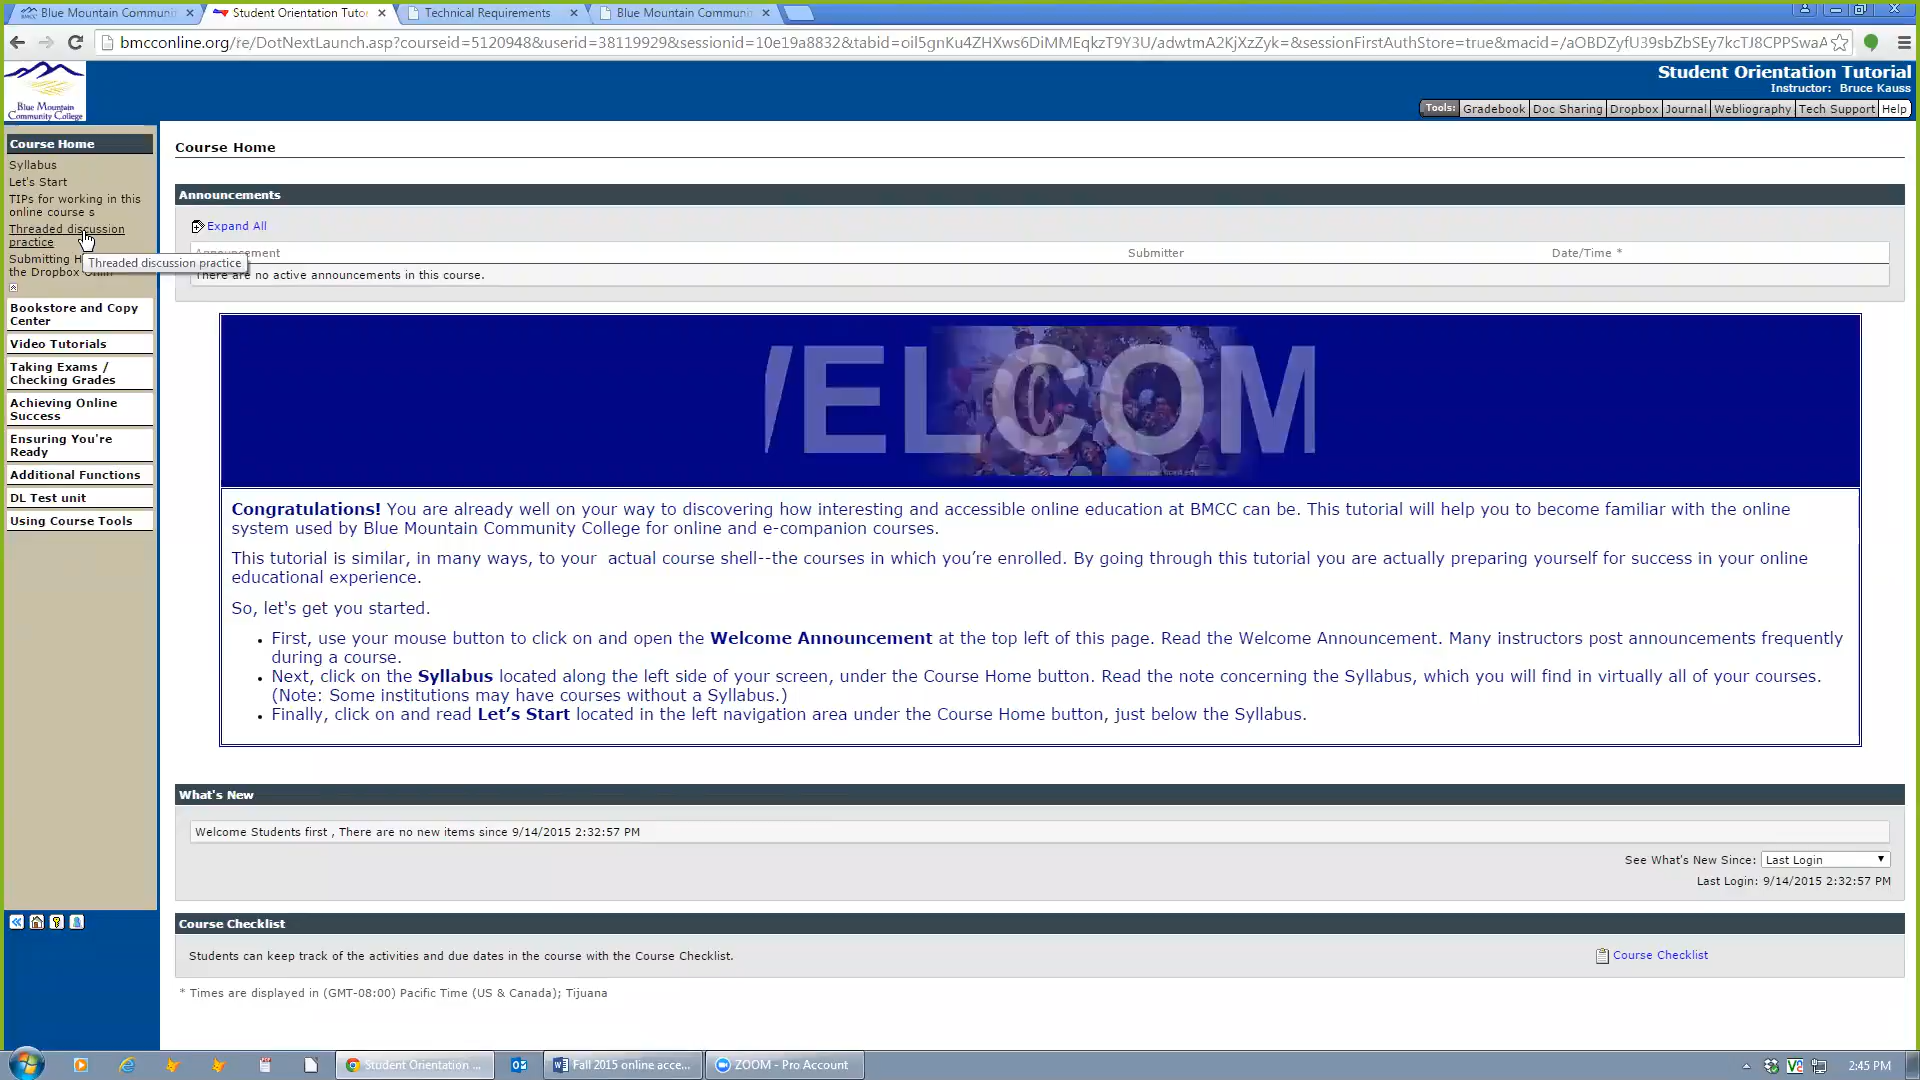 Blue Mountain Communi
Student Orientation Tuto
Technical Requirements
Blue Mountain Communi
bmcconline.org/re/DotNextLaunch.asp?courseid=5120948&userid=38119929&sessionid=10e19a8832&tabid=oil5gnKu4ZHXws6DiMMEqkzT9Y3U/adwtmA2KjXzZyk=&sessionFirstAuthStore=true&macid=/aOBDZyfU39sbZbSEy7kcTJ8CPPSwaA
Blue Mountain
Community College
Student Orientation Tutorial
Instructor: Bruce Kauss
Tools: Gradebook Doc Sharing Dropbox Journal Webliography Tech Support Help
Course Home
Syllabus
Let's Start
TIPs for working in this
online course s
Threaded discussion
practice
Submitting H
the Dropbox
Threaded discussion practice
Bookstore and Copy
Center
Video Tutorials
Taking Exams /
Checking Grades
Achieving Online
Success
Ensuring You're
Ready
Additional Functions
DL Test unit
Using Course Tools
Course Home
Announcements
Expand All
Announcement Submitter Date/Time *
There are no active announcements in this course.
WELCOM
Congratulations! You are already well on your way to discovering how interesting and accessible online education at BMCC can be. This tutorial will help you to become familiar with the online
system used by Blue Mountain Community College for online and e-companion courses.
This tutorial is similar, in many ways, to your actual course shell--the courses in which you're enrolled. By going through this tutorial you are actually preparing yourself for success in your online
educational experience.
So, let's get you started.
• First, use your mouse button to click on and open the Welcome Announcement at the top left of this page. Read the Welcome Announcement. Many instructors post announcements frequently
during a course.
• Next, click on the Syllabus located along the left side of your screen, under the Course Home button. Read the note concerning the Syllabus, which you will find in virtually all of your courses.
(Note: Some institutions may have courses without a Syllabus.)
• Finally, click on and read Let's Start located in the left navigation area under the Course Home button, just below the Syllabus.
What's New
Welcome Students first , There are no new items since 9/14/2015 2:32:57 PM
See What's New Since: Last Login
Last Login: 9/14/2015 2:32:57 PM
Course Checklist
Students can keep track of the activities and due dates in the course with the Course Checklist.
Course Checklist
* Times are displayed in (GMT-08:00) Pacific Time (US & Canada); Tijuana
Student Orientation ...
Fall 2015 online acce...
ZOOM - Pro Account
2:45 PM